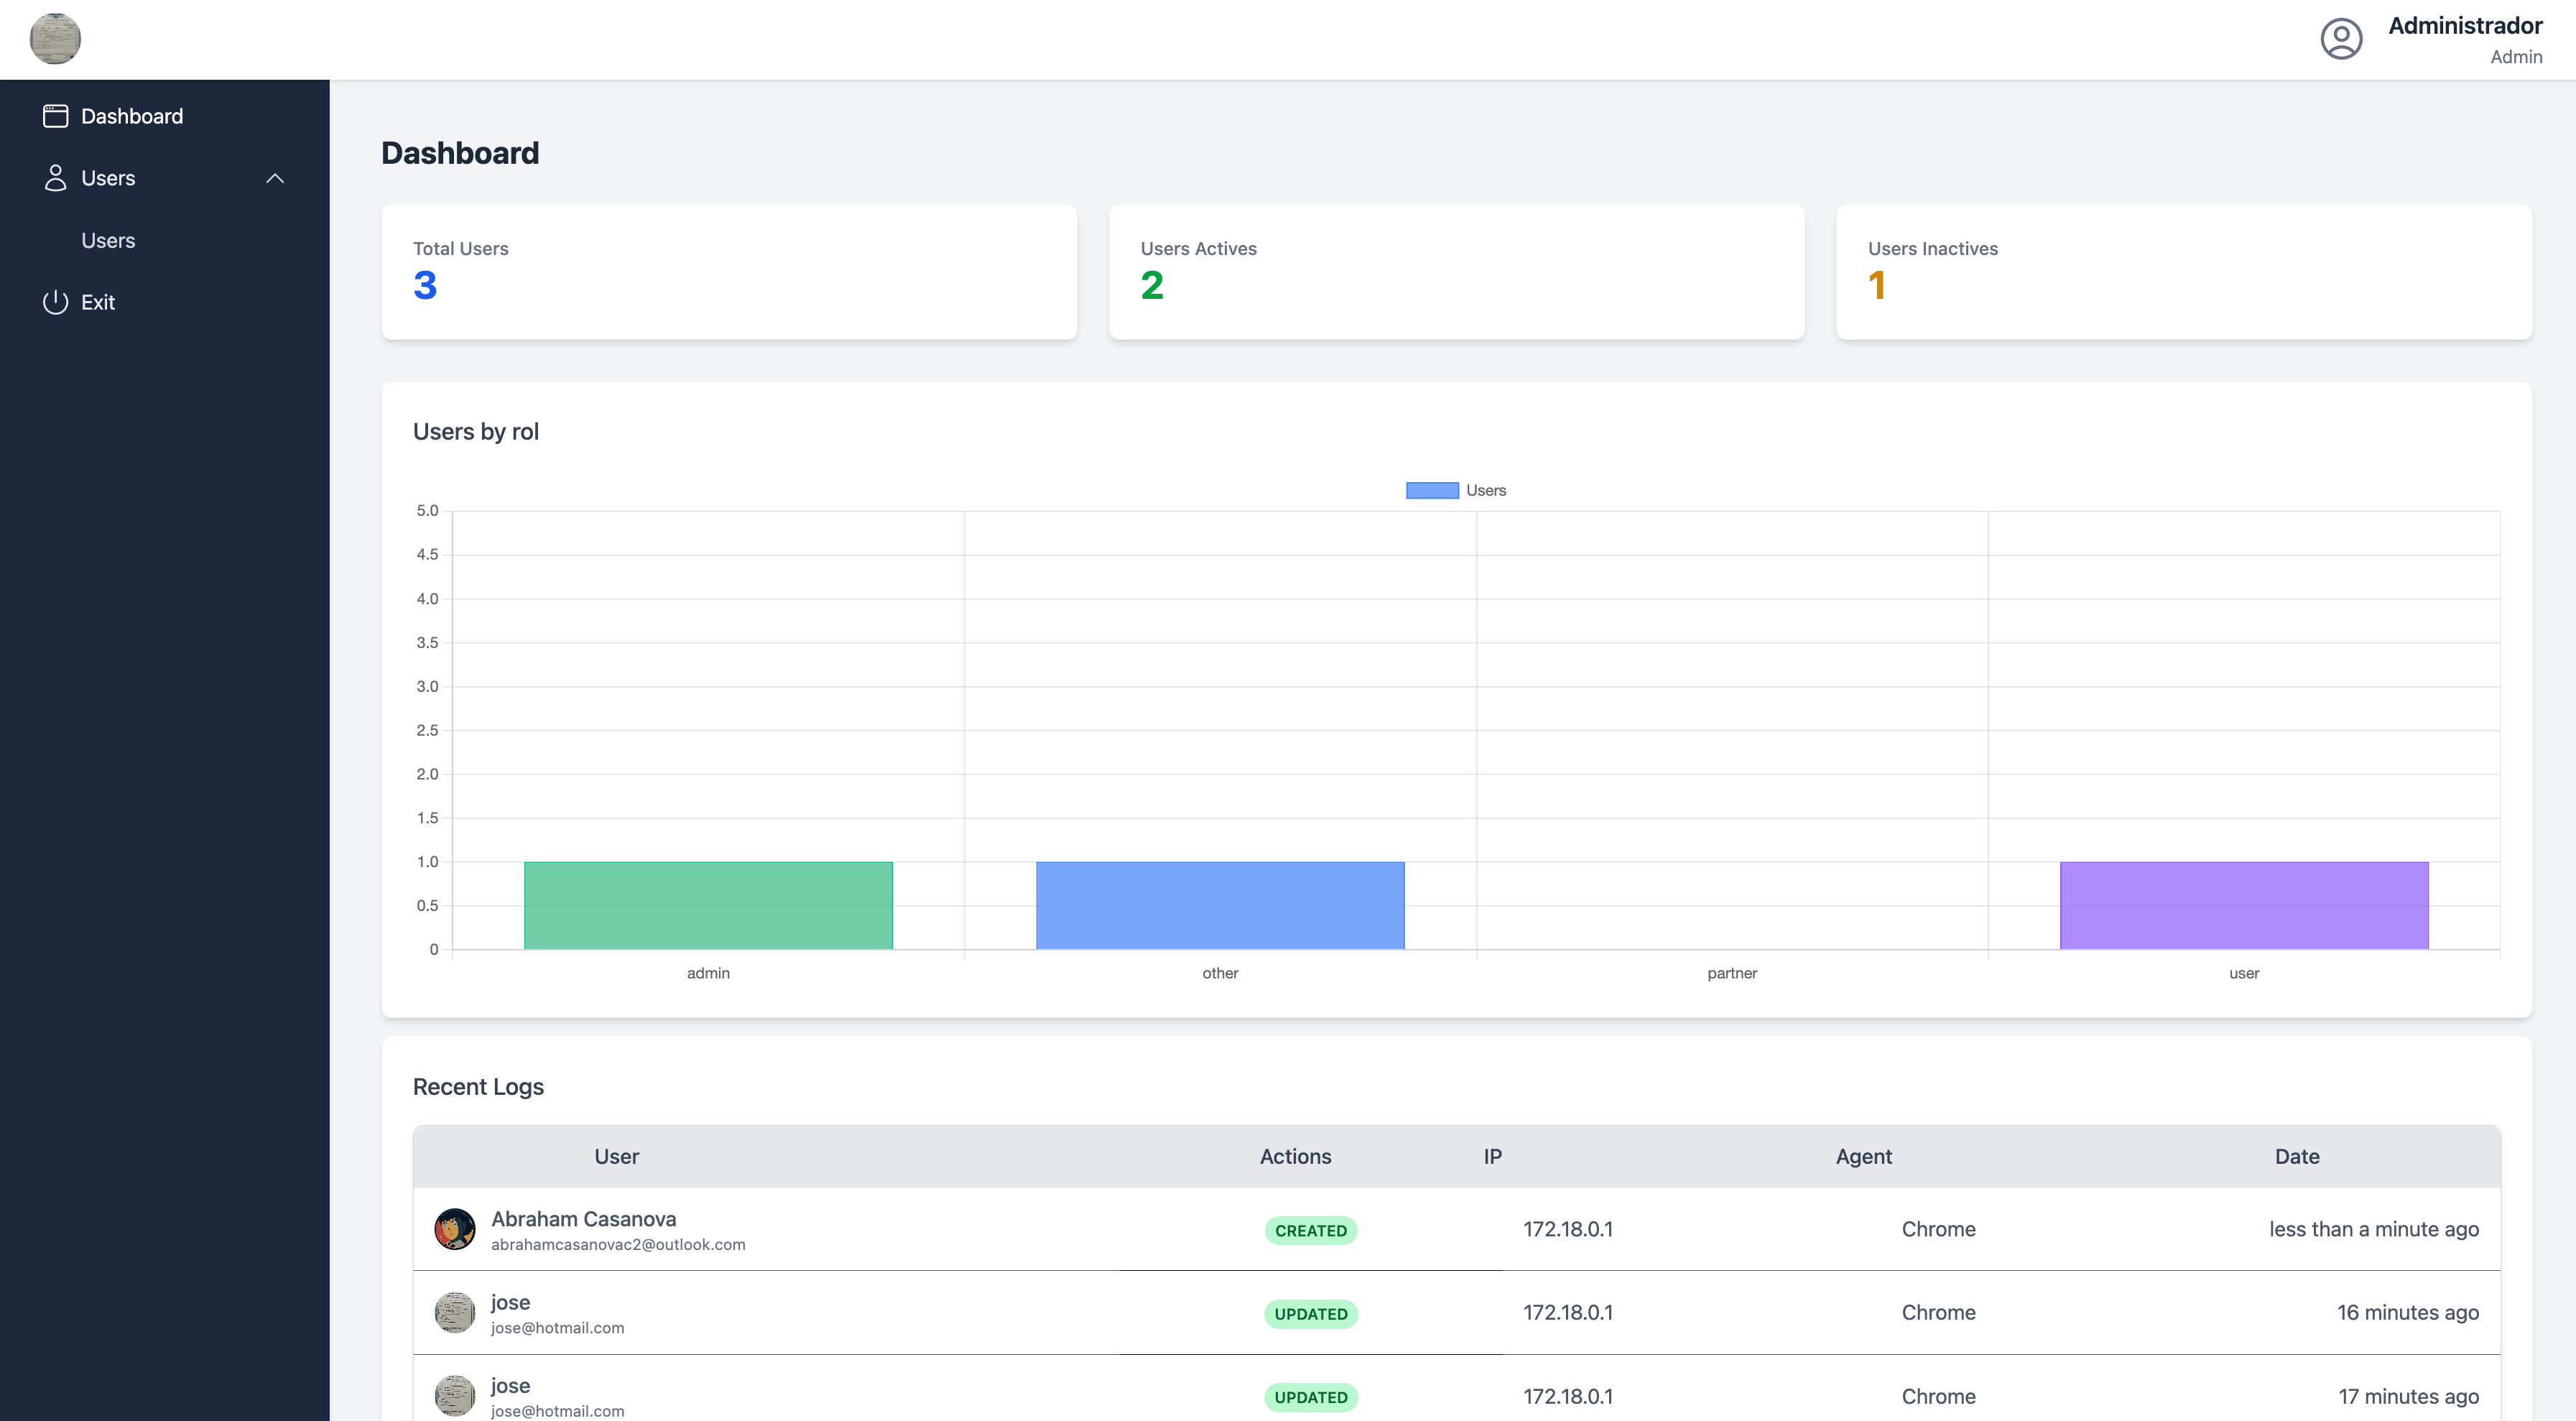 Administrador
Admin
Dashboard
Users
Users
Exit
Dashboard
Total Users
3
Users Actives
2
Users Inactives
1
Users by rol
Users
5.0
4.5
4.0
3.5
3.0
2.5
2.0
1.5
1.0
0.5
0
admin other partner user
Recent Logs
User Actions IP Agent Date
Abraham Casanova
abrahamcasanovac2@outlook.com
CREATED 172.18.0.1 Chrome less than a minute ago
jose
jose@hotmail.com
UPDATED 172.18.0.1 Chrome 16 minutes ago
jose
jose@hotmail.com
UPDATED 172.18.0.1 Chrome 17 minutes ago